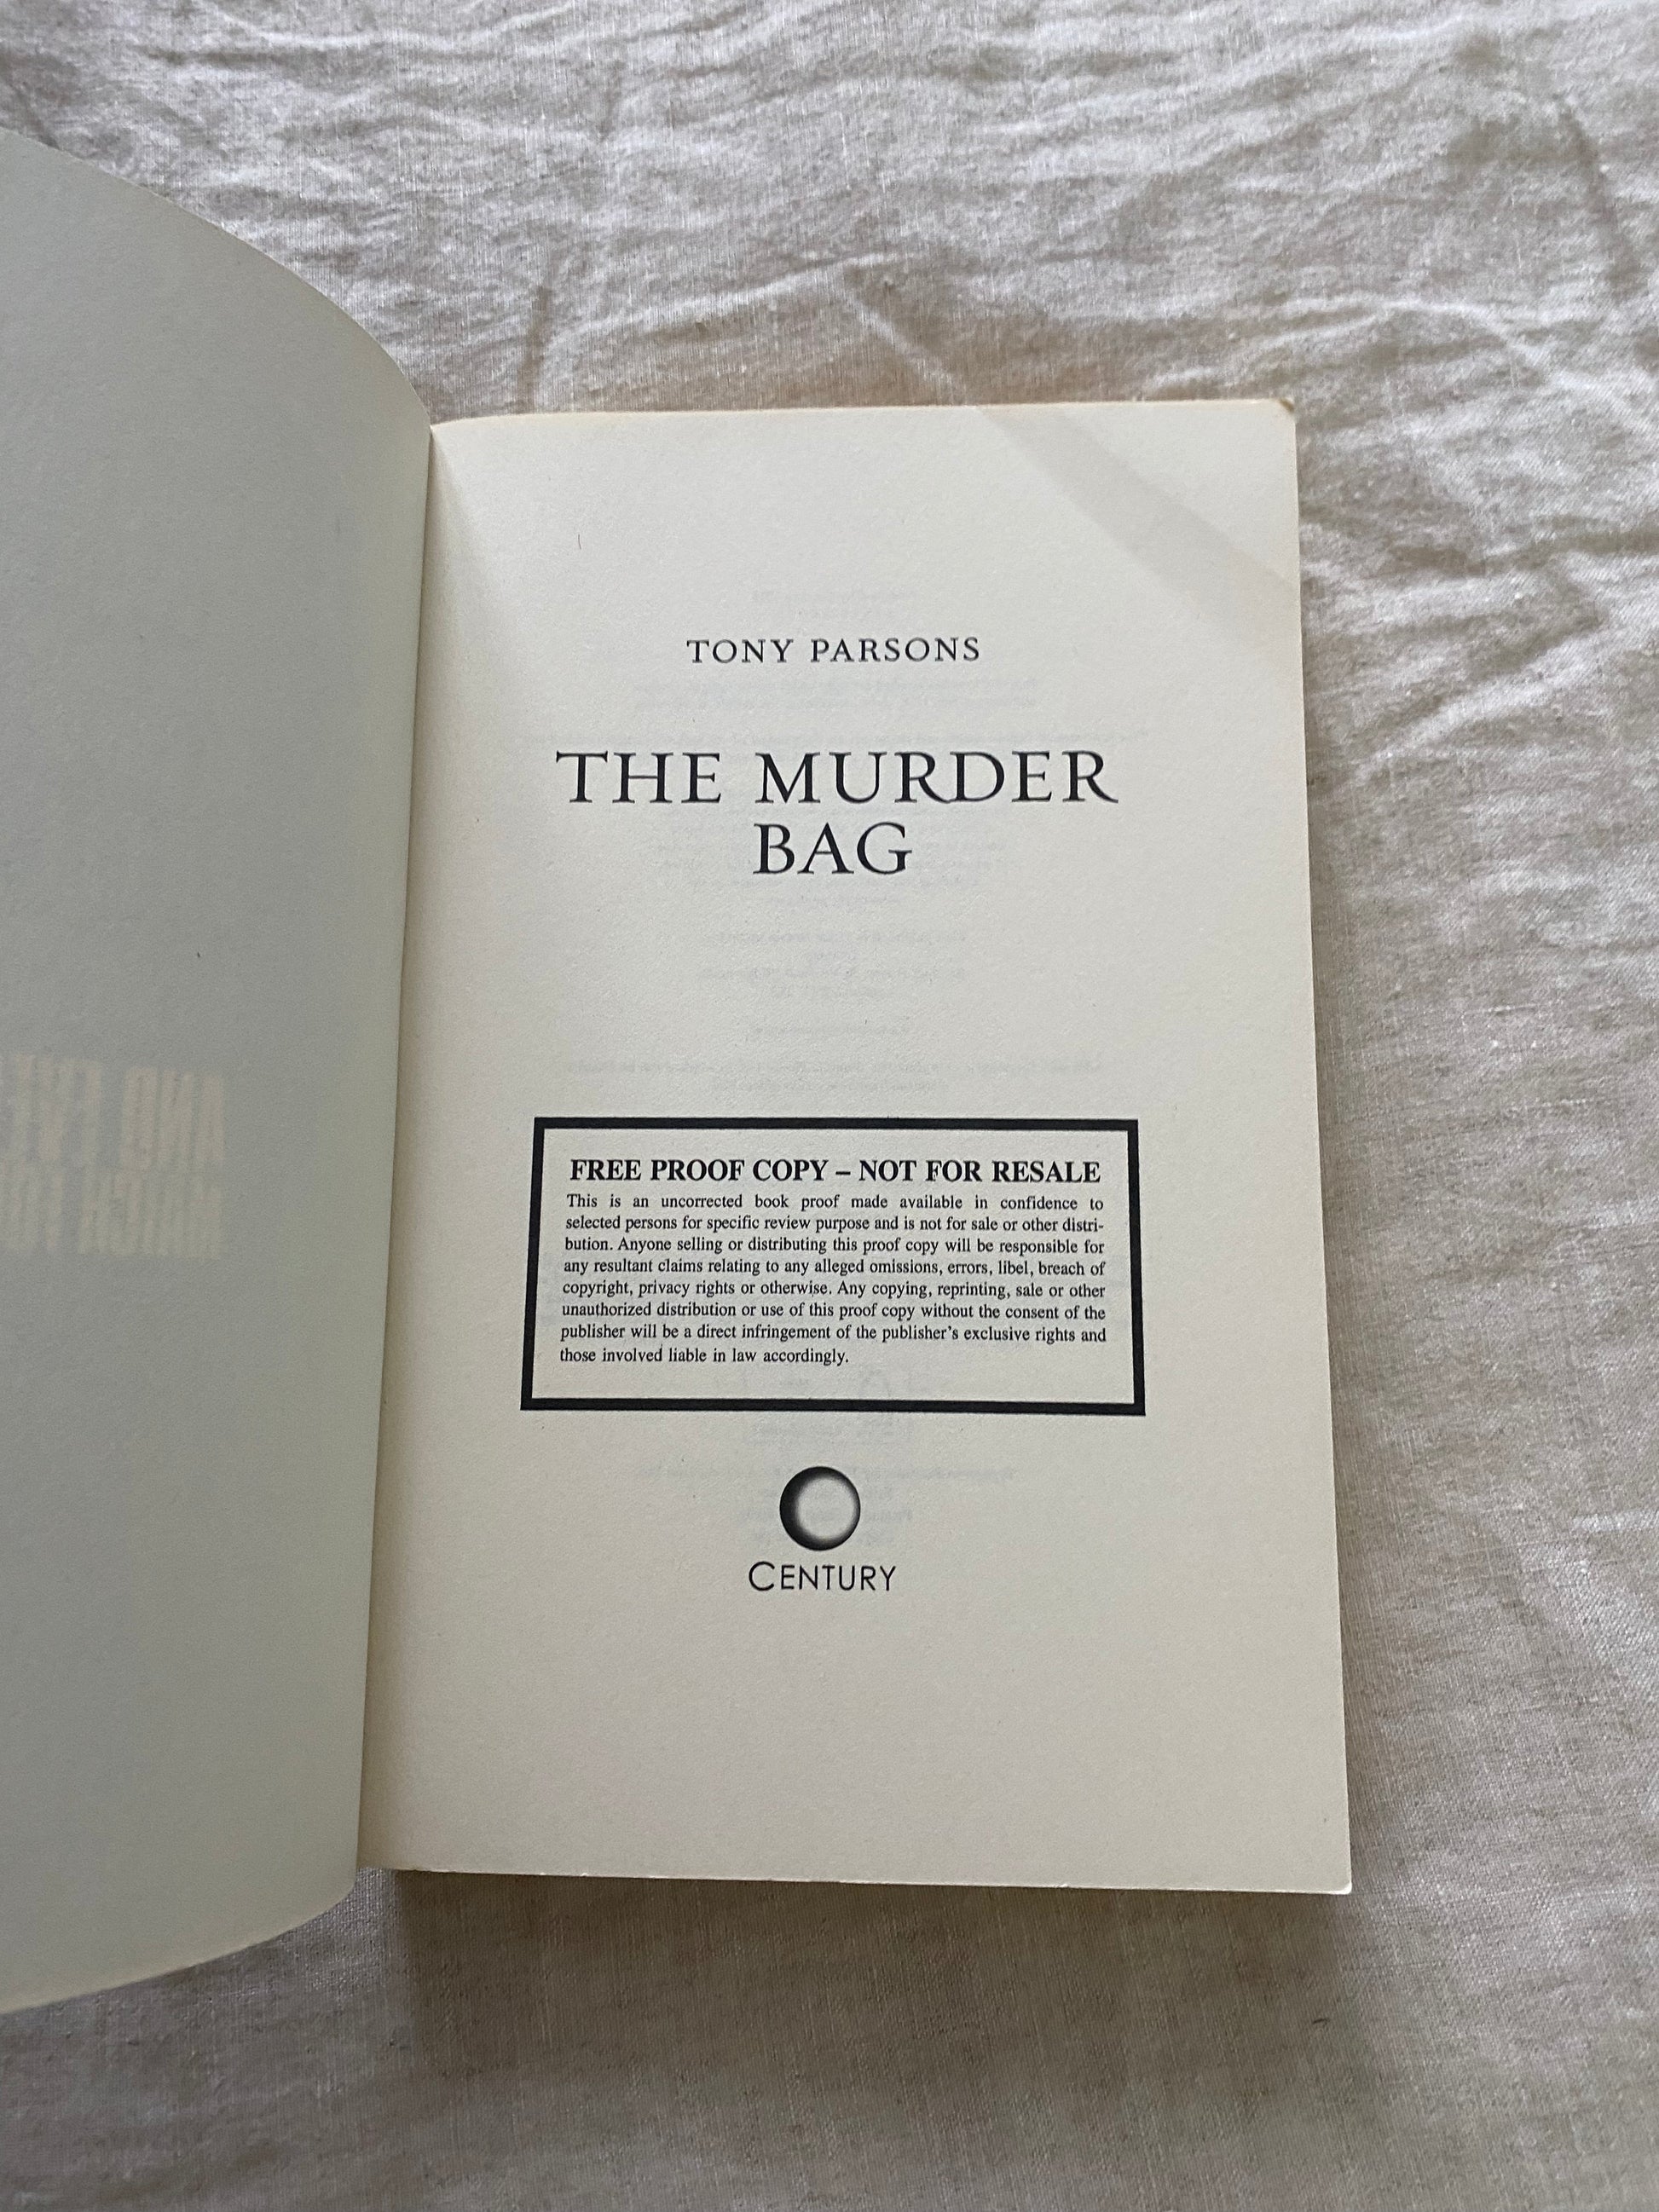 TONY PARSONS
THE MURDER
BAG
FREE PROOF COPY – NOT FOR RESALE
This is an uncorrected book proof made available in confidence to
selected persons for specific review purpose and is not for sale or other distri-
bution. Anyone selling or distributing this proof copy will be responsible for
any resultant claims relating to any alleged omissions, errors, libel, breach of
copyright, privacy rights or otherwise. Any copying, reprinting, sale or other
unauthorized distribution or use of this proof copy without the consent of the
publisher will be a direct infringement of the publisher’s exclusive rights and
those involved liable in law accordingly.
CENTURY